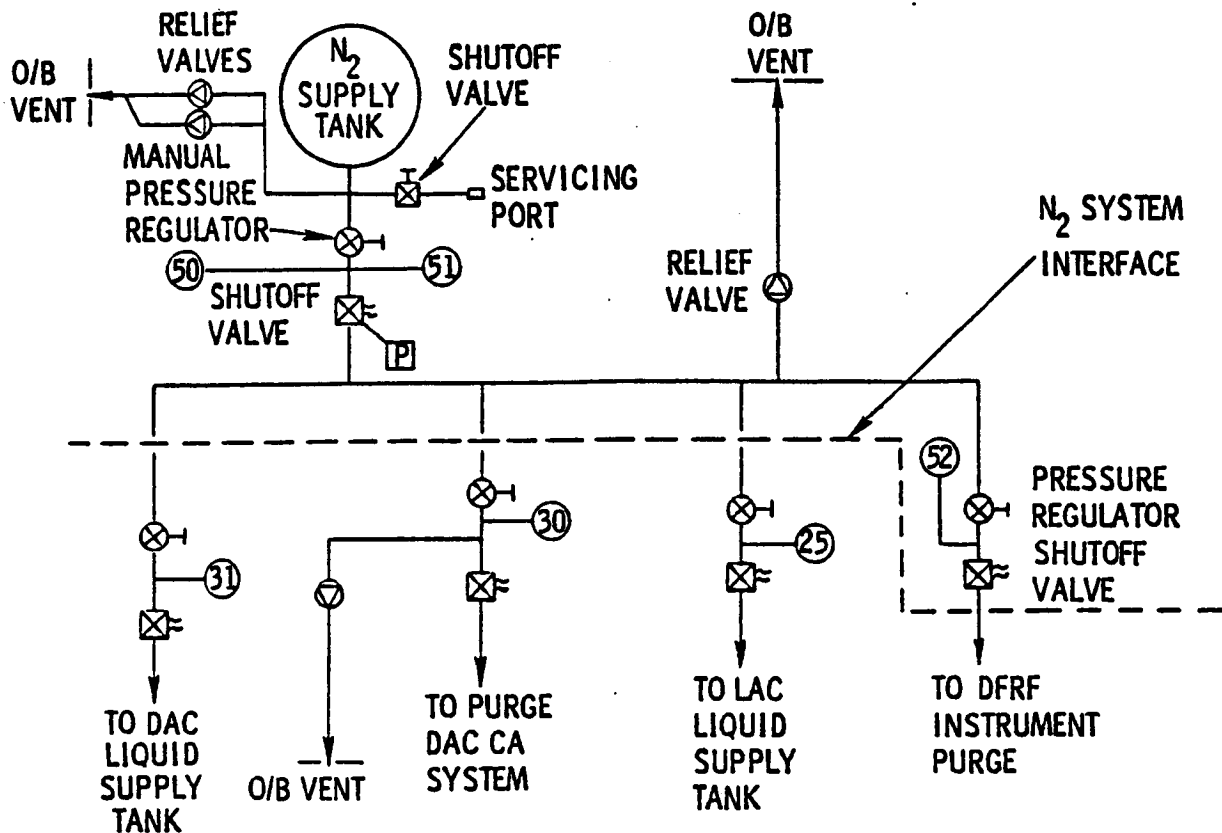 RELIEF
VALVES
O/B
VENT
N₂
SUPPLY
TANK
SHUTOFF
VALVE
O/B
VENT
MANUAL
PRESSURE
REGULATOR
SERVICING
PORT
N₂ SYSTEM
INTERFACE
50
51
SHUTOFF
VALVE
P
RELIEF
VALVE
52
PRESSURE
REGULATOR
SHUTOFF
VALVE
30
25
31
TO DAC
LIQUID
SUPPLY
TANK
O/B VENT
TO PURGE
DAC CA
SYSTEM
TO LAC
LIQUID
SUPPLY
TANK
TO DFRF
INSTRUMENT
PURGE